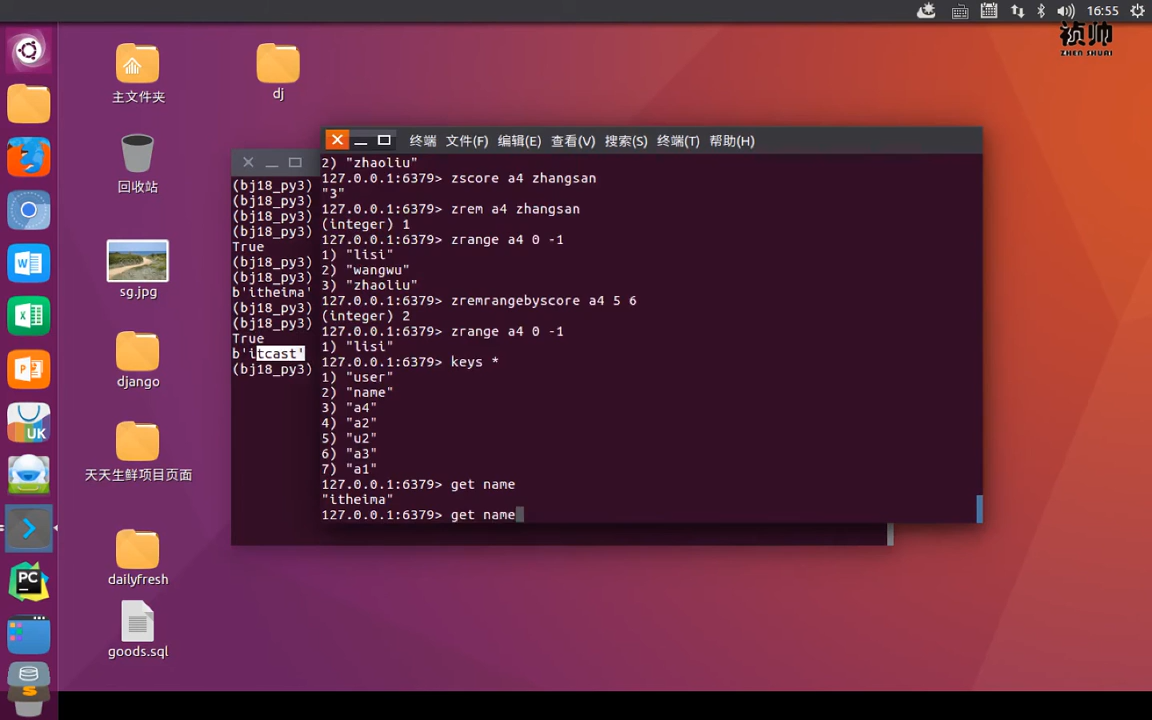 16:55
祯帅
ZHEN SHUAI
主文件夹
dj
回收站
sg.jpg
django
天天生鲜项目页面
dailyfresh
goods.sql
W
X
P
UK
PC
S
(bj18_py3)
(bj18_py3)
(bj18_py3)
(bj18_py3)
True
(bj18_py3)
(bj18_py3)
b'itheima'
(bj18_py3)
(bj18_py3)
True
b'itcast'
(bj18_py3)
终端 文件(F) 编辑(E) 查看(V) 搜索(S) 终端(T) 帮助(H)
2) "zhaoliu"
127.0.0.1:6379> zscore a4 zhangsan
"3"
127.0.0.1:6379> zrem a4 zhangsan
(integer) 1
127.0.0.1:6379> zrange a4 0 -1
1) "lisi"
2) "wangwu"
3) "zhaoliu"
127.0.0.1:6379> zremrangebyscore a4 5 6
(integer) 2
127.0.0.1:6379> zrange a4 0 -1
1) "lisi"
127.0.0.1:6379> keys *
1) "user"
2) "name"
3) "a4"
4) "a2"
5) "u2"
6) "a3"
7) "a1"
127.0.0.1:6379> get name
"itheima"
127.0.0.1:6379> get name